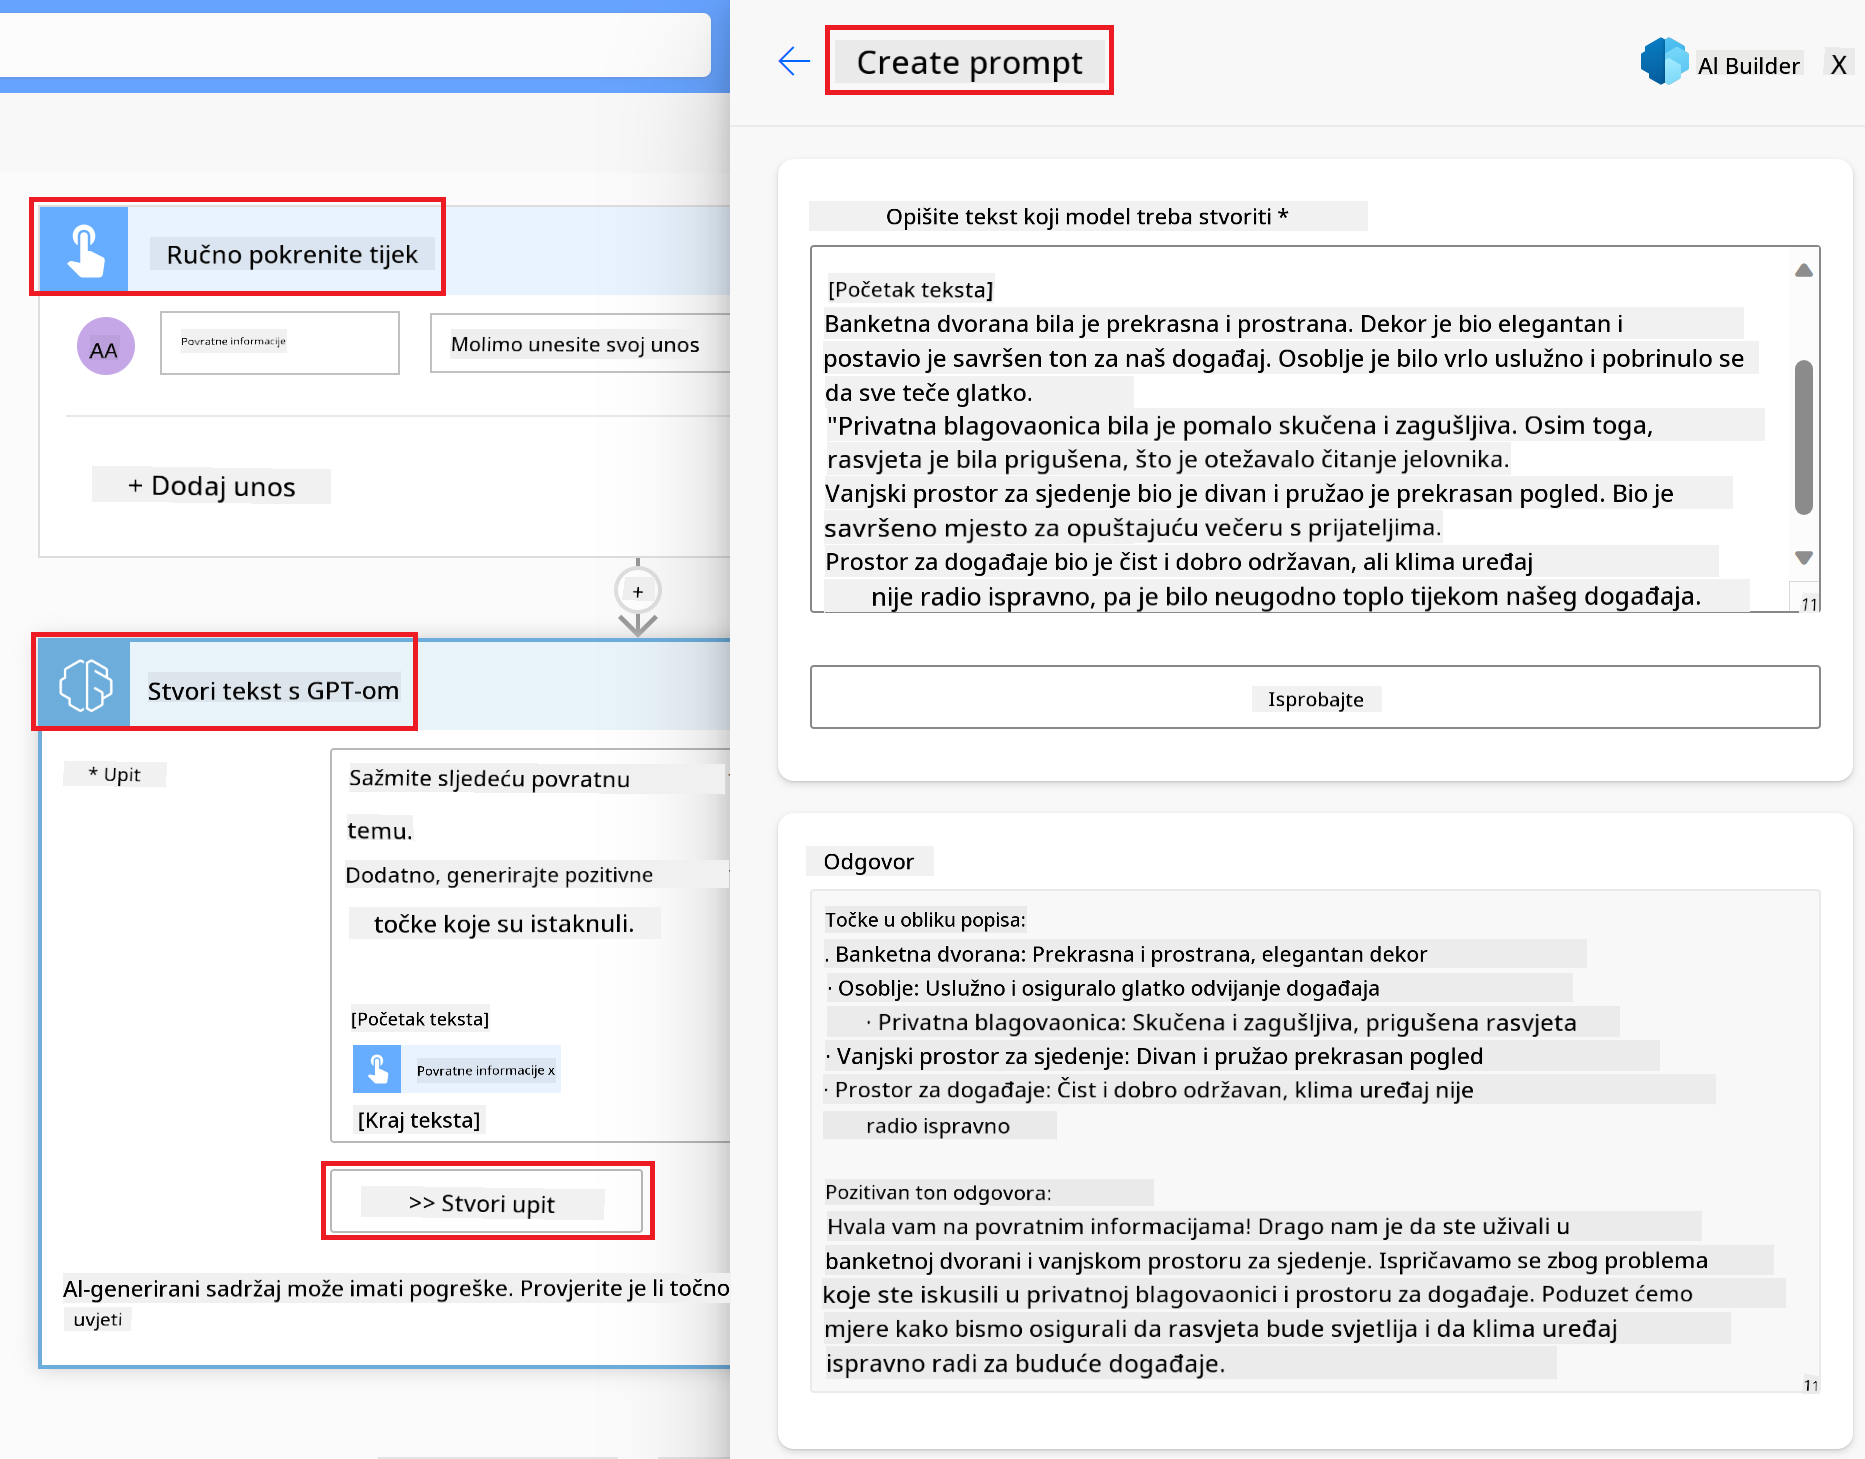 Ručno pokrenite tijek
AA
Povratne informacije
Molimo unesite svoj unos
+ Dodaj unos
+
Stvori tekst s GPT-om
* Upit
Sažmite sljedeću povratnu
temu.
Dodatno, generirajte pozitivne
točke koje su istaknuli.
[Početak teksta]
Povratne informacije x
[Kraj teksta]
>> Stvori upit
AI-generirani sadržaj može imati pogreške. Provjerite je li točno
uvjeti
Create prompt
AI Builder
X
Opišite tekst koji model treba stvoriti *
[Početak teksta]
Banketna dvorana bila je prekrasna i prostrana. Dekor je bio elegantan i
postavio je savršen ton za naš događaj. Osoblje je bilo vrlo uslužno i pobrinulo se
da sve teče glatko.
"Privatna blagovaonica bila je pomalo skučena i zagušljiva. Osim toga,
rasvjeta je bila prigušena, što je otežavalo čitanje jelovnika.
Vanjski prostor za sjedenje bio je divan i pružao je prekrasan pogled. Bio je
savršeno mjesto za opuštajuću večeru s prijateljima.
Prostor za događaje bio je čist i dobro održavan, ali klima uređaj
nije radio ispravno, pa je bilo neugodno toplo tijekom našeg događaja.
11
Isprobajte
Odgovor
Točke u obliku popisa:
. Banketna dvorana: Prekrasna i prostrana, elegantan dekor
· Osoblje: Uslužno i osiguralo glatko odvijanje događaja
· Privatna blagovaonica: Skučena i zagušljiva, prigušena rasvjeta
· Vanjski prostor za sjedenje: Divan i pružao prekrasan pogled
· Prostor za događaje: Čist i dobro održavan, klima uređaj nije
radio ispravno
Pozitivan ton odgovora:
Hvala vam na povratnim informacijama! Drago nam je da ste uživali u
banketnoj dvorani i vanjskom prostoru za sjedenje. Ispričavamo se zbog problema
koje ste iskusili u privatnoj blagovaonici i prostoru za događaje. Poduzet ćemo
mjere kako bismo osigurali da rasvjeta bude svjetlija i da klima uređaj
ispravno radi za buduće događaje.
11